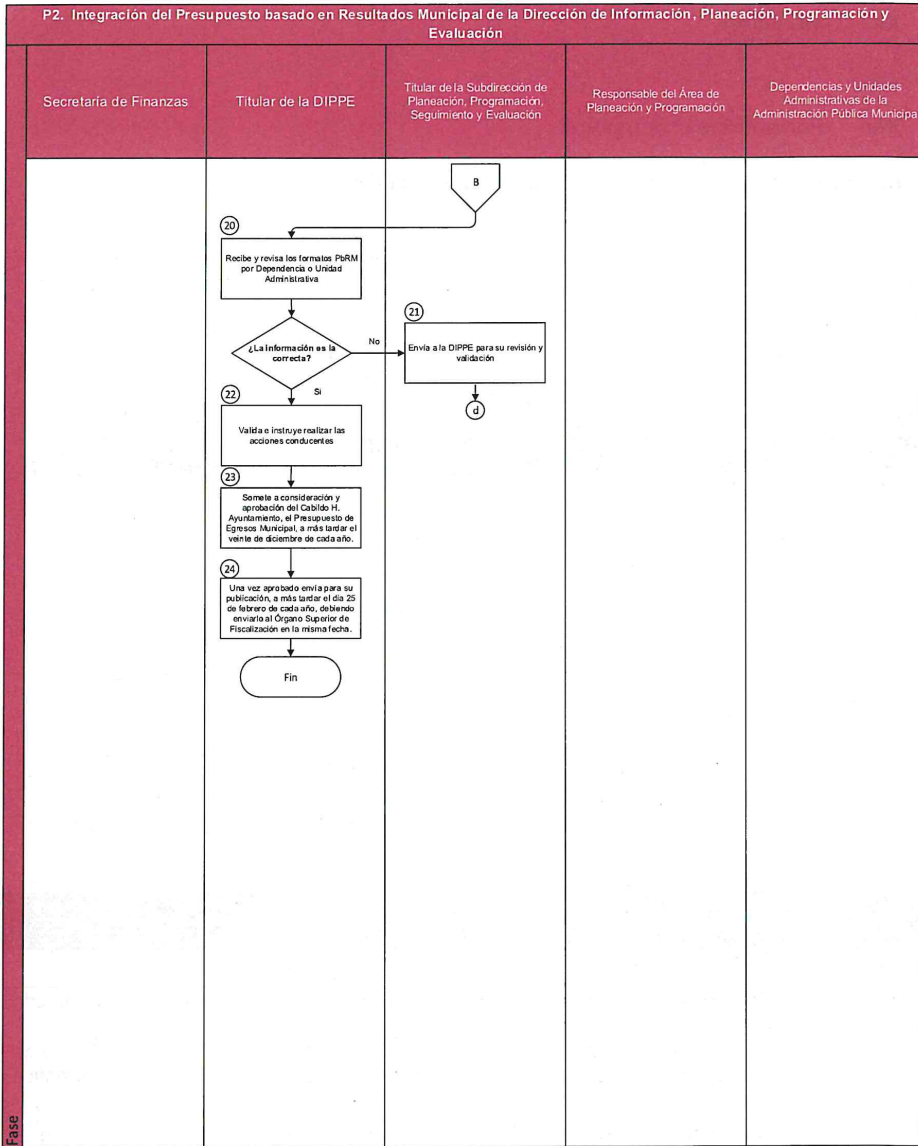 P2. Integración del Presupuesto basado en Resultados Municipal de la Dirección de Información, Planeación, Programación y
Evaluación
Secretaría de Finanzas
Titular de la DIPPE
Titular de la Subdirección de
Planeación, Programación,
Seguimiento y Evaluación
Responsable del Área de
Planeación y Programación
Dependencias y Unidades
Administrativas de la
Administración Pública Municipal
B
20
Recibe y revisa los formatos PbRM
por Dependencia o Unidad
Administrativa
¿La información es la
correcta?
No
21
Envía a la DIPPE para su revisión y
validación
d
Si
22
Valida e instruye realizar las
acciones conducentes
23
Somete a consideración y
aprobación del Cabildo H.
Ayuntamiento, el Presupuesto de
Egresos Municipal, a más tardar el
veinte de diciembre de cada año.
24
Una vez aprobado envía para su
publicación, a más tardar el día 25
de febrero de cada año, debiendo
enviarlo al Órgano Superior de
Fiscalización en la misma fecha.
Fin
Fase